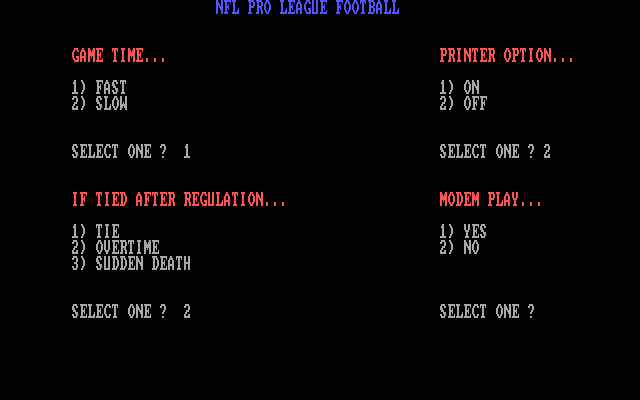 NFL PRO LEAGUE FOOTBALL
GAME TIME...
1) FAST
2) SLOW
SELECT ONE ?  1
PRINTER OPTION...
1) ON
2) OFF
SELECT ONE ? 2
IF TIED AFTER REGULATION...
1) TIE
2) OVERTIME
3) SUDDEN DEATH
SELECT ONE ?  2
MODEM PLAY...
1) YES
2) NO
SELECT ONE ?